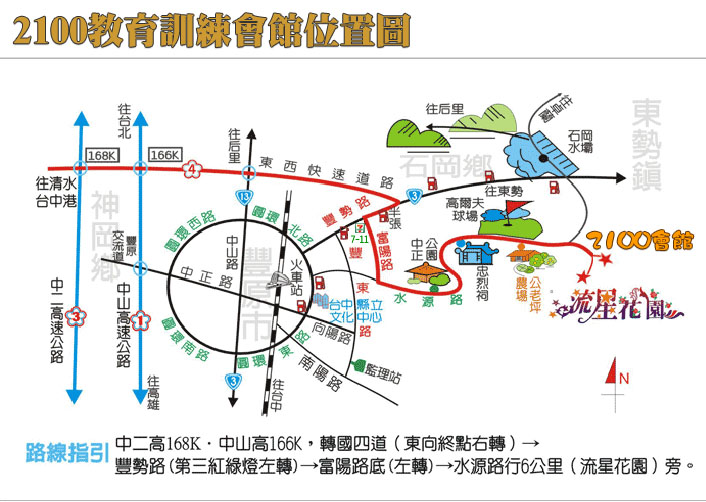 2100教育訓練會館位置圖
往台北
往后里
往后里
往卓蘭
東勢鎮
168K
166K
4
東西快速道路
石岡鄉
石岡水壩
往清水
台中港
神岡鄉
13
3
往東勢
圓環西路
圓環北路
豐勢路
半張
高爾夫
球場
7-11
豐原
交流道
中山路
豐原市
火車站
富陽路
中正
公園
忠烈祠
公老坪
農場
2100會館
中正路
豐東路
水源路
流星花園
中二高速公路
3
中山高速公路
1
台中縣立
文化中心
向陽路
圓環南路
圓環東路
南陽路
監理站
往高雄
3
往台中
N
路線指引
中二高168K．中山高166K，轉國四道（東向終點右轉）→
豐勢路(第三紅綠燈左轉)→富陽路底(左轉)→水源路行6公里（流星花園）旁。